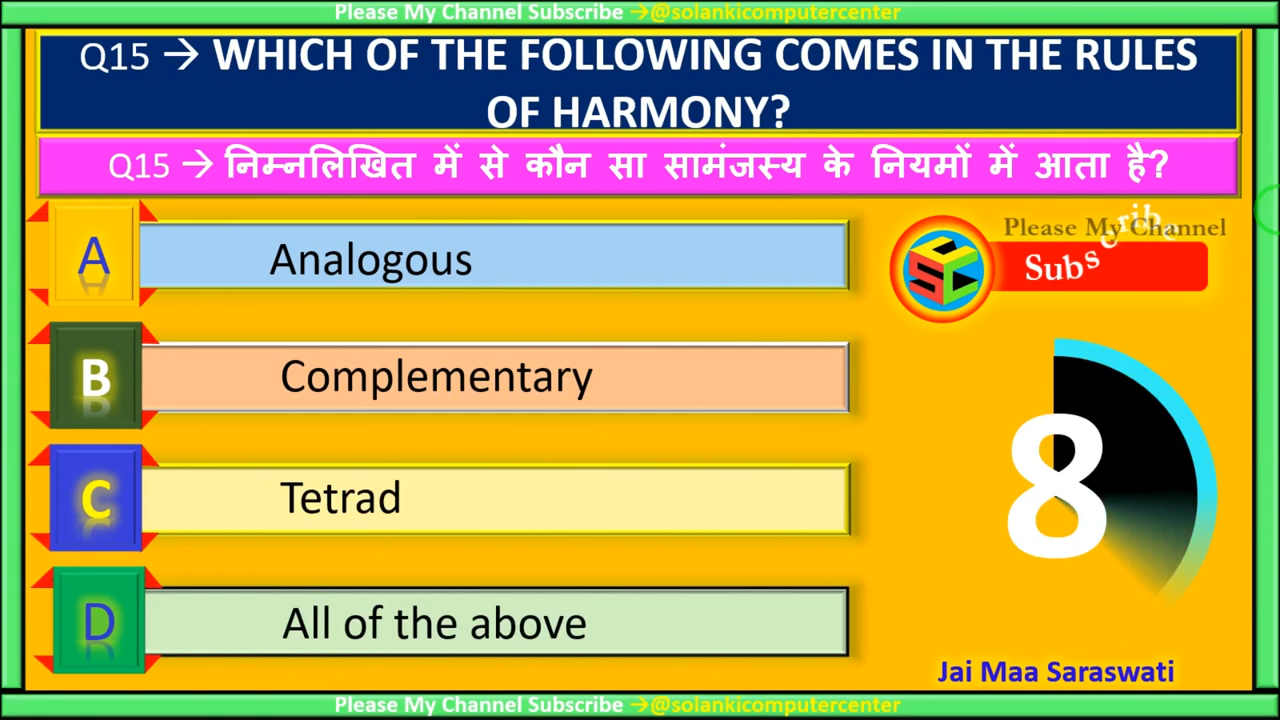 Please My Channel Subscribe →@solankicomputercenter
Q15 → WHICH OF THE FOLLOWING COMES IN THE RULES
OF HARMONY?
Q15 → निम्नलिखित में से कौन सा सामंजस्य के नियमों में आता है?
A Analogous
Please My Channel
Subscribe
SCC
B Complementary
8
C Tetrad
D All of the above
Jai Maa Saraswati
Please My Channel Subscribe →@solankicomputercenter